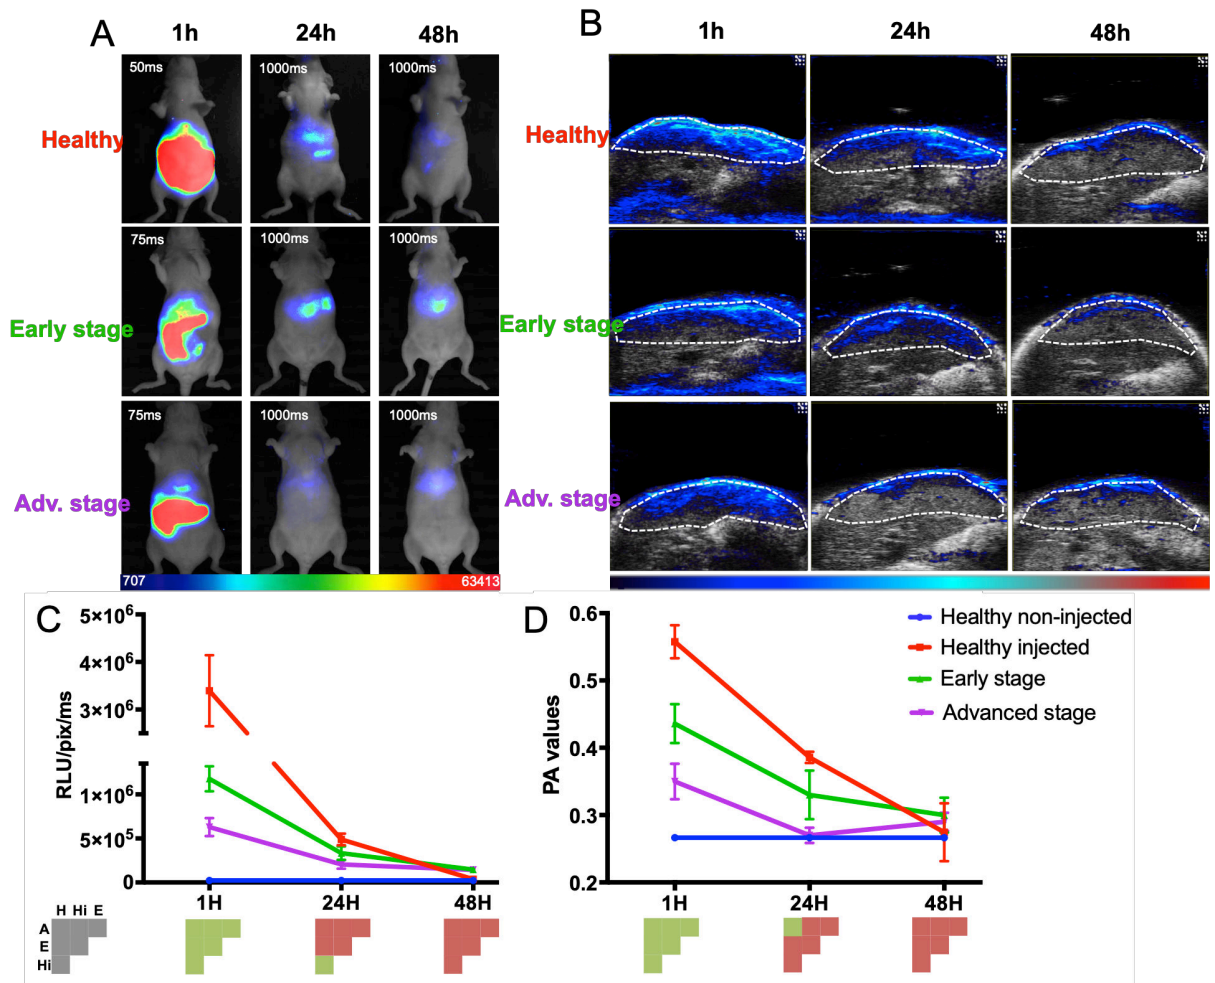 A
1h
24h
48h
B
1h
24h
48h
Healthy
50ms
1000ms
1000ms
Healthy
Early stage
75ms
1000ms
1000ms
Early stage
Adv. stage
75ms
1000ms
1000ms
Adv. stage
707
63413
C
5×10⁶
4×10⁶
3×10⁶
1×10⁶
5×10⁵
0
RLU/pix/ms
1H
24H
48H
D
0.6
0.5
0.4
0.3
0.2
PA values
1H
24H
48H
Healthy non-injected
Healthy injected
Early stage
Advanced stage
H Hi E
A
E
Hi